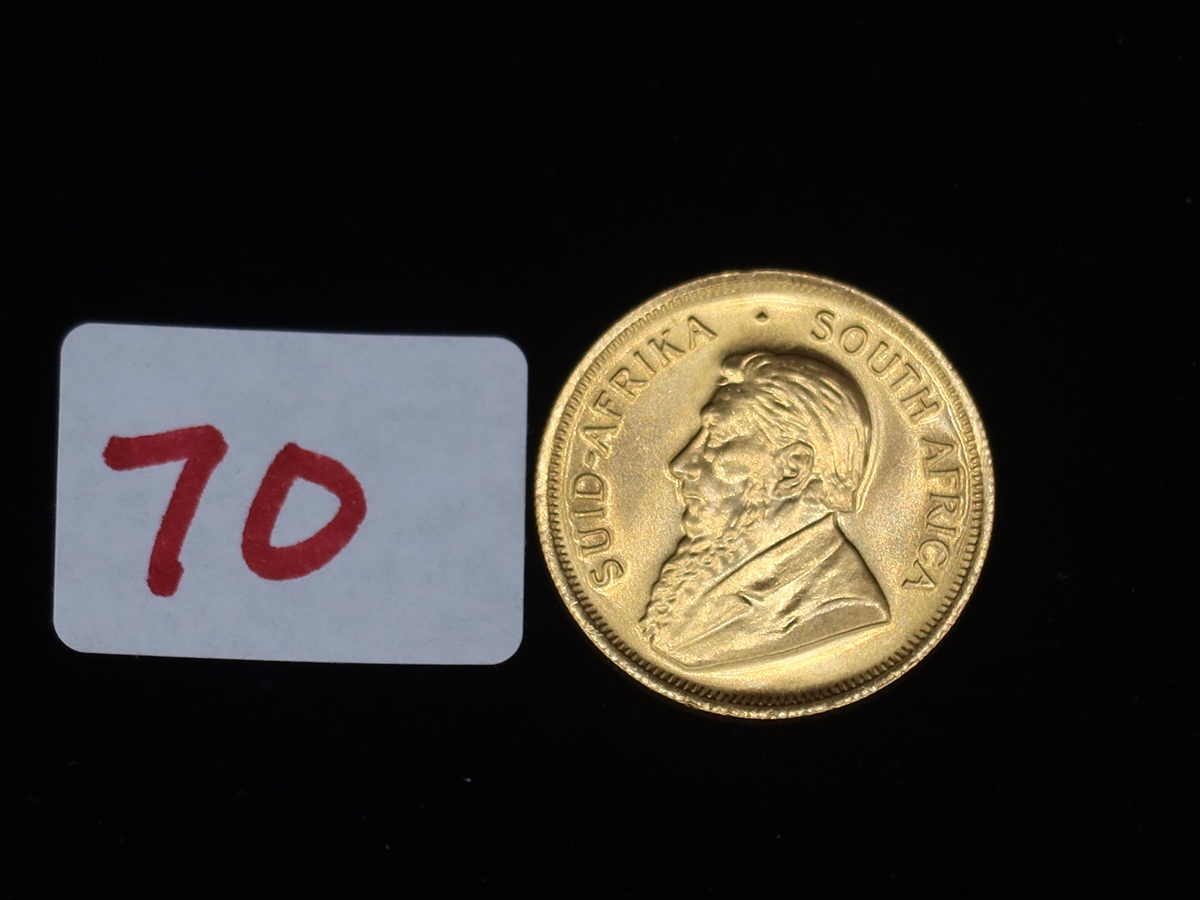 70
SUID-AFRIKA · SOUTH AFRICA